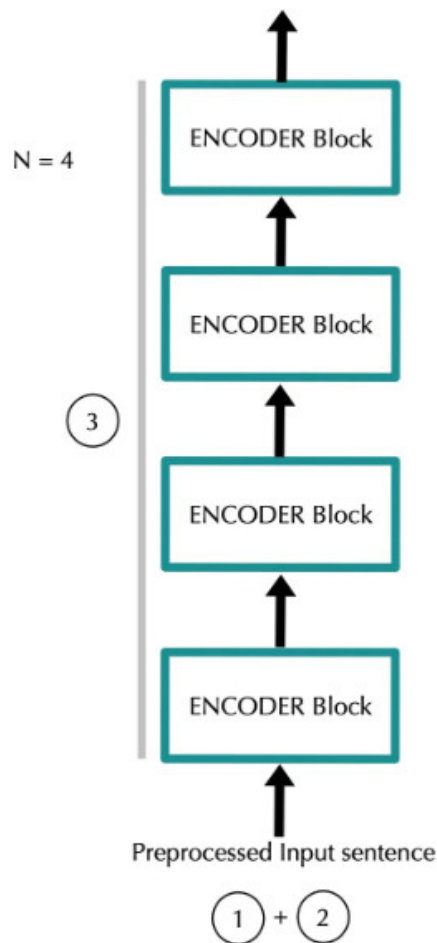 ENCODER Block
N = 4
ENCODER Block
3
ENCODER Block
ENCODER Block
Preprocessed Input sentence
1 + 2